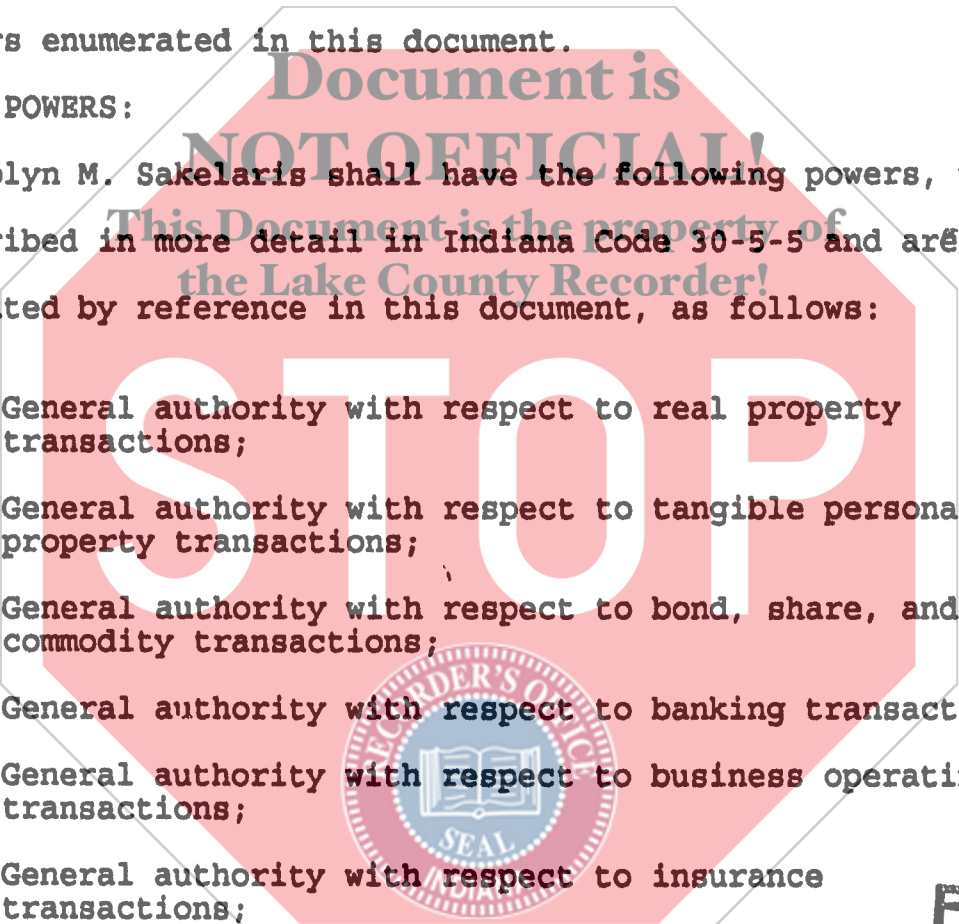 rs enumerated in this document.
Document is
POWERS:
NOT OFFICIAL!
olyn M. Sakelaris shall have the following powers,
This Document is the property of
ribed in more detail in Indiana Code 30-5-5 and are
the Lake County Recorder!
ated by reference in this document, as follows:
STOP
General authority with respect to real property
transactions;
General authority with respect to tangible persona
property transactions;
General authority with respect to bond, share, and
commodity transactions;
General authority with respect to banking transact
General authority with respect to business operati
transactions;
General authority with respect to insurance
transactions;
RECORDER'S OFFICE
SEAL
INDIANA